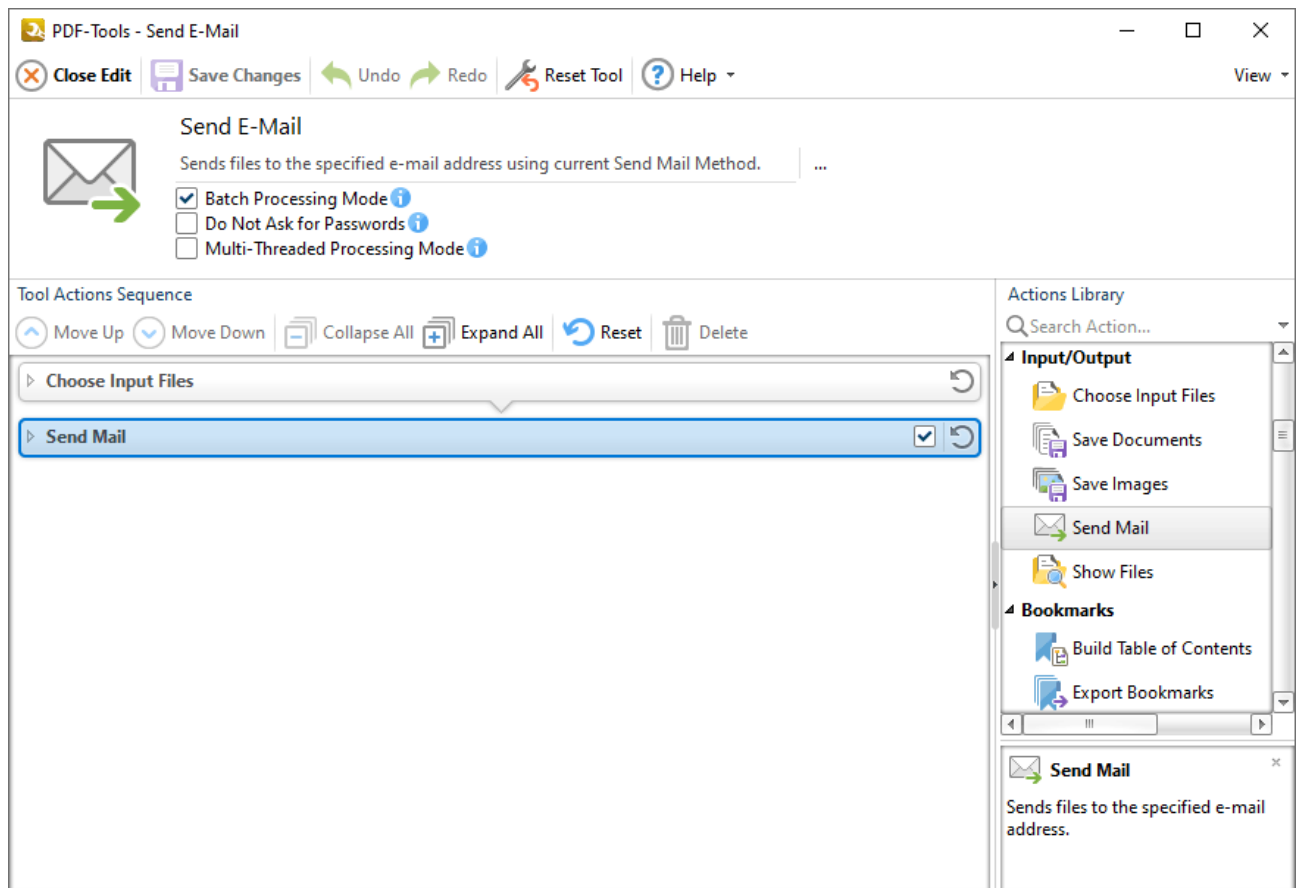 PDF-Tools - Send E-Mail
Close Edit Save Changes Undo Redo Reset Tool ? Help View
Send E-Mail
Sends files to the specified e-mail address using current Send Mail Method. ...
Batch Processing Mode i
Do Not Ask for Passwords i
Multi-Threaded Processing Mode i
Tool Actions Sequence
Move Up Move Down Collapse All Expand All Reset Delete
Choose Input Files
Send Mail
Actions Library
Search Action...
Input/Output
Choose Input Files
Save Documents
Save Images
Send Mail
Show Files
Bookmarks
Build Table of Contents
Export Bookmarks
Send Mail
Sends files to the specified e-mail
address.